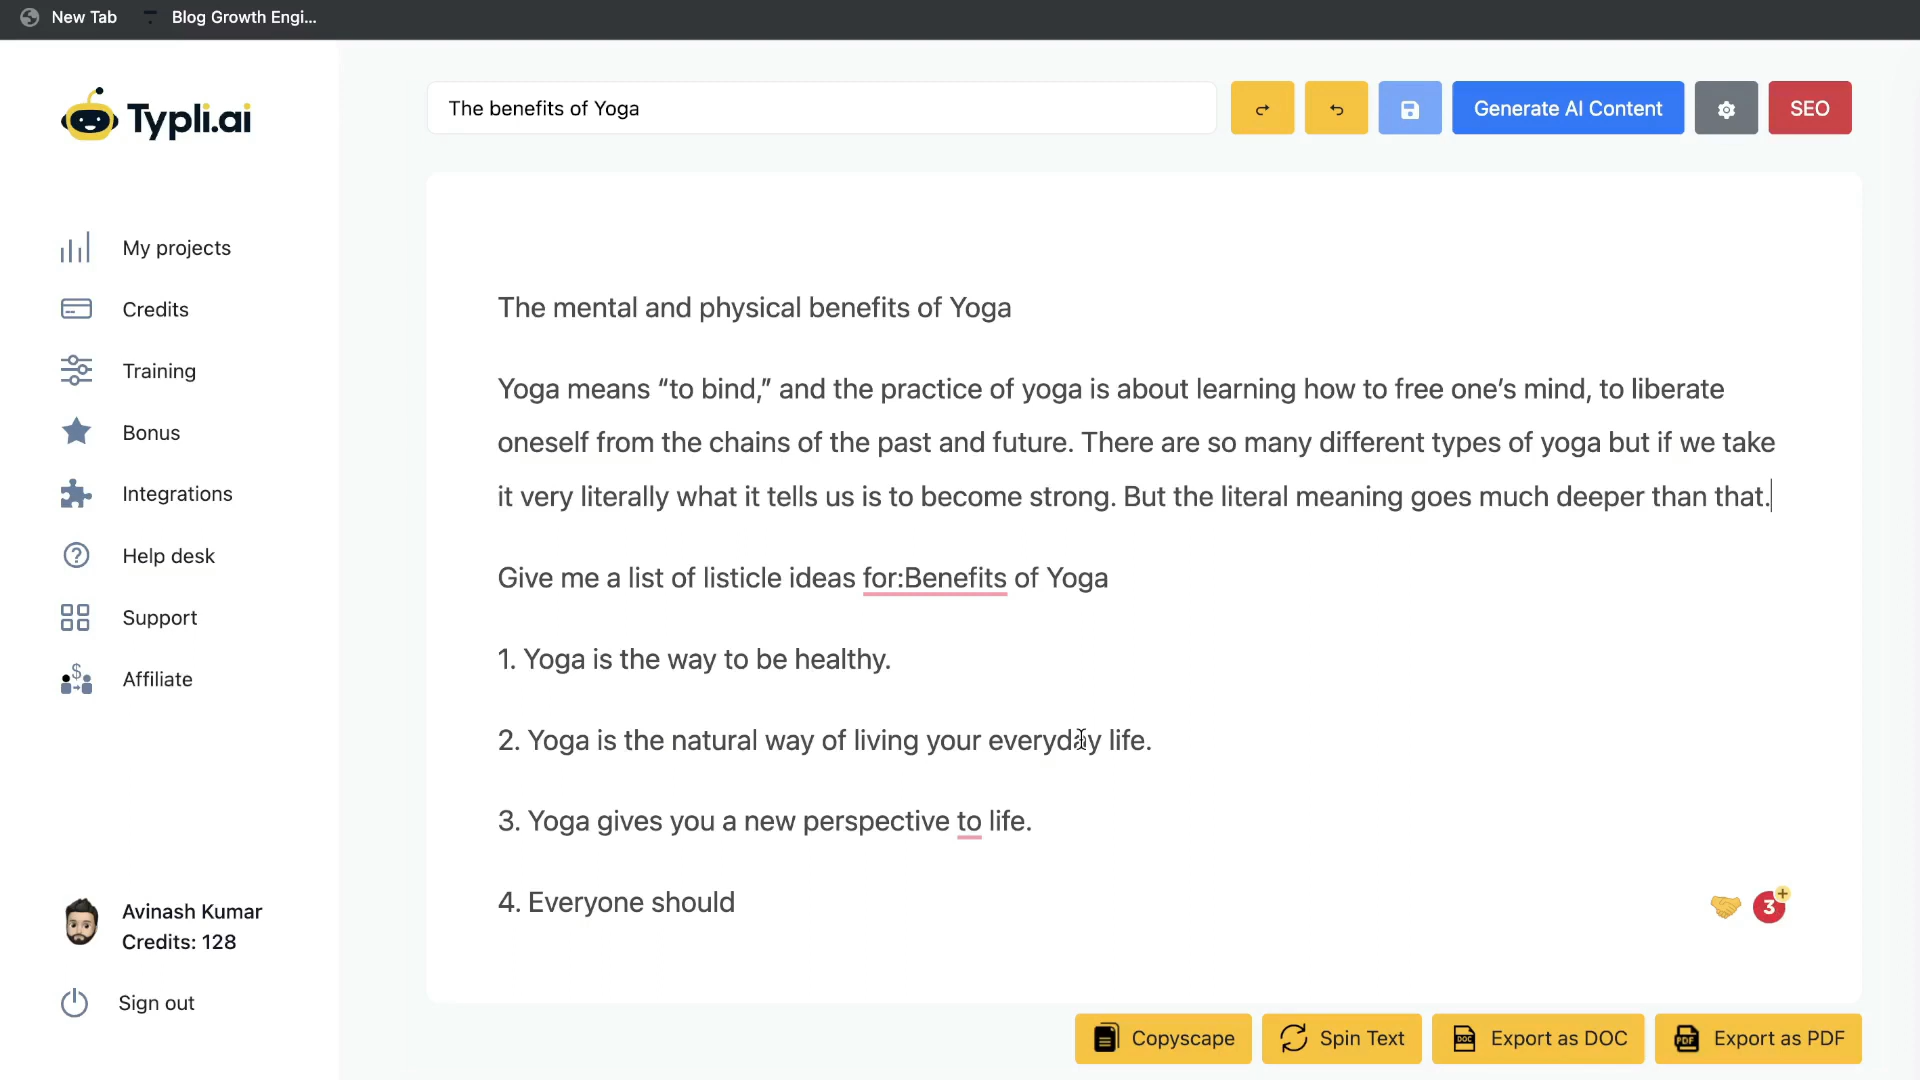 New Tab
Blog Growth Engi...
Typli.ai
The benefits of Yoga
Generate AI Content
SEO
My projects
Credits
Training
Bonus
Integrations
Help desk
Support
Affiliate
Avinash Kumar
Credits: 128
Sign out
The mental and physical benefits of Yoga
Yoga means “to bind,” and the practice of yoga is about learning how to free one’s mind, to liberate
oneself from the chains of the past and future. There are so many different types of yoga but if we take
it very literally what it tells us is to become strong. But the literal meaning goes much deeper than that.
Give me a list of listicle ideas for:Benefits of Yoga
1. Yoga is the way to be healthy.
2. Yoga is the natural way of living your everyday life.
3. Yoga gives you a new perspective to life.
4. Everyone should
3
Copyscape
Spin Text
DOC
Export as DOC
PDF
Export as PDF